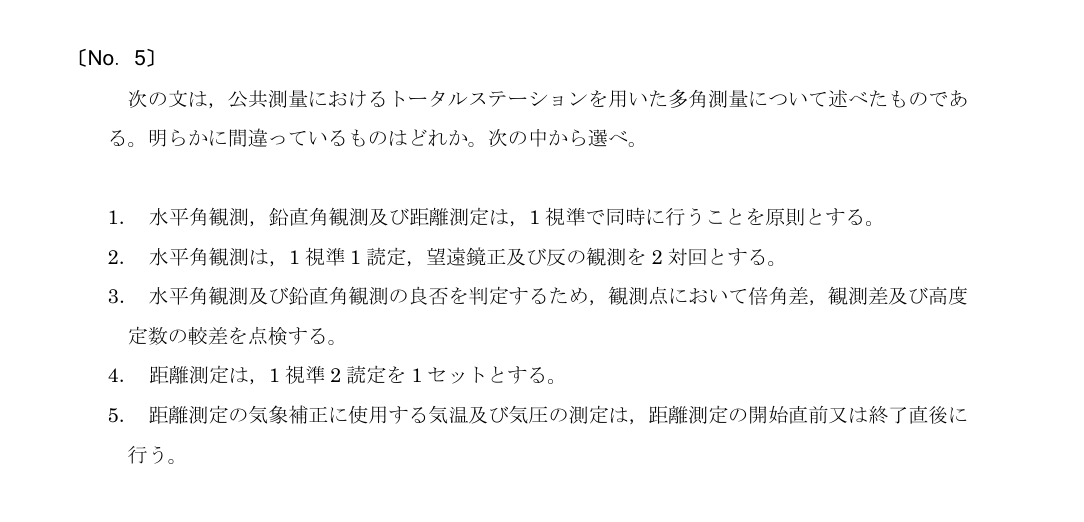 〔No. 5〕
次の文は，公共測量におけるトータルステーションを用いた多角測量について述べたものであ
る。明らかに間違っているものはどれか。次の中から選べ。
1. 水平角観測，鉛直角観測及び距離測定は，1 視準で同時に行うことを原則とする。
2. 水平角観測は，1 視準 1 読定，望遠鏡正及び反の観測を 2 対回とする。
3. 水平角観測及び鉛直角観測の良否を判定するため，観測点において倍角差，観測差及び高度
定数の較差を点検する。
4. 距離測定は，1 視準 2 読定を 1 セットとする。
5. 距離測定の気象補正に使用する気温及び気圧の測定は，距離測定の開始直前又は終了直後に
行う。